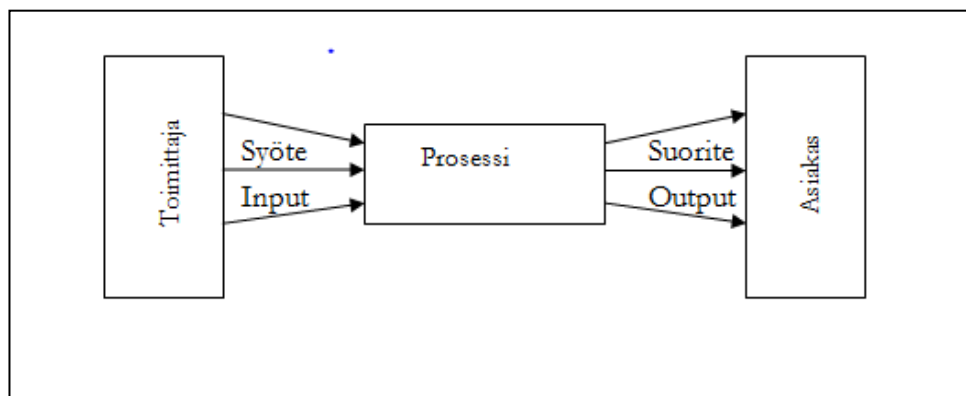 Toimittaja
Syöte
Input
Prosessi
Suorite
Output
Asiakas